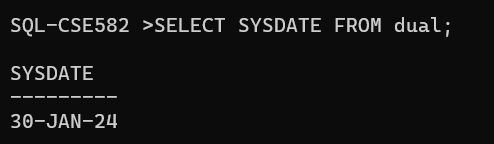 SQL-CSE582 >SELECT SYSDATE FROM dual;
SYSDATE
---------
30-JAN-24